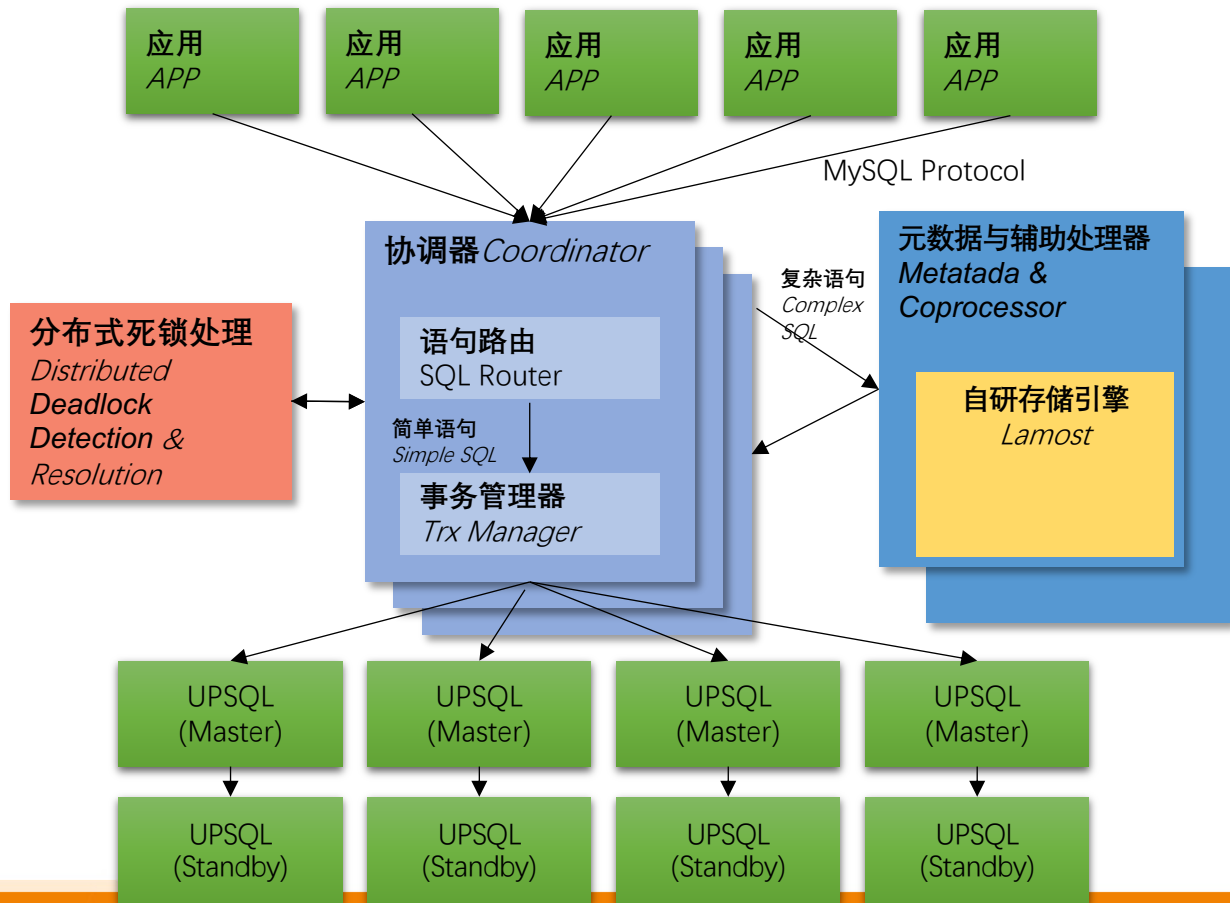 应用
APP
应用
APP
应用
APP
应用
APP
应用
APP
MySQL Protocol
协调器Coordinator
语句路由
SQL Router
简单语句
Simple SQL
事务管理器
Trx Manager
分布式死锁处理
Distributed
Deadlock
Detection &
Resolution
复杂语句
Complex
SQL
元数据与辅助处理器
Metatada &
Coprocessor
自研存储引擎
Lamost
UPSQL
(Master)
UPSQL
(Master)
UPSQL
(Master)
UPSQL
(Master)
UPSQL
(Standby)
UPSQL
(Standby)
UPSQL
(Standby)
UPSQL
(Standby)